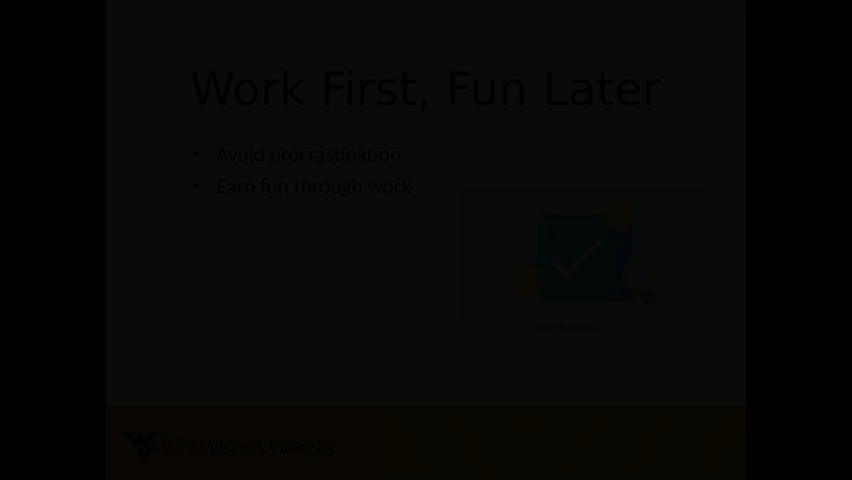 Work First, Fun Later
• Avoid procrastination
• Earn fun through work
West Virginia University